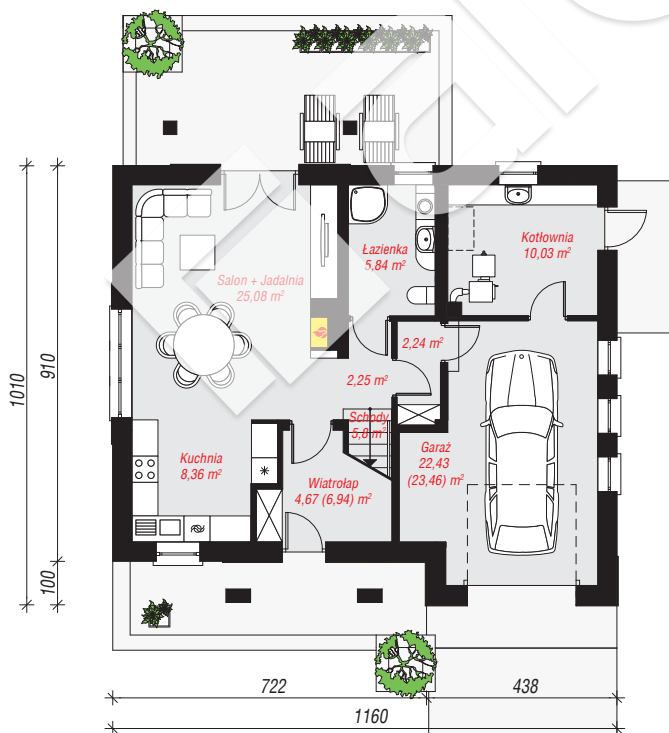 Salon + Jadalnia
25,08 m²
Łazienka
5,84 m²
Kotłownia
10,03 m²
2,24 m²
2,25 m²
Schody
5,8 m²
Kuchnia
8,36 m²
Wiatrołap
4,67 (6,94) m²
Garaż
22,43
(23,46) m²
1010
910
100
722
438
1160